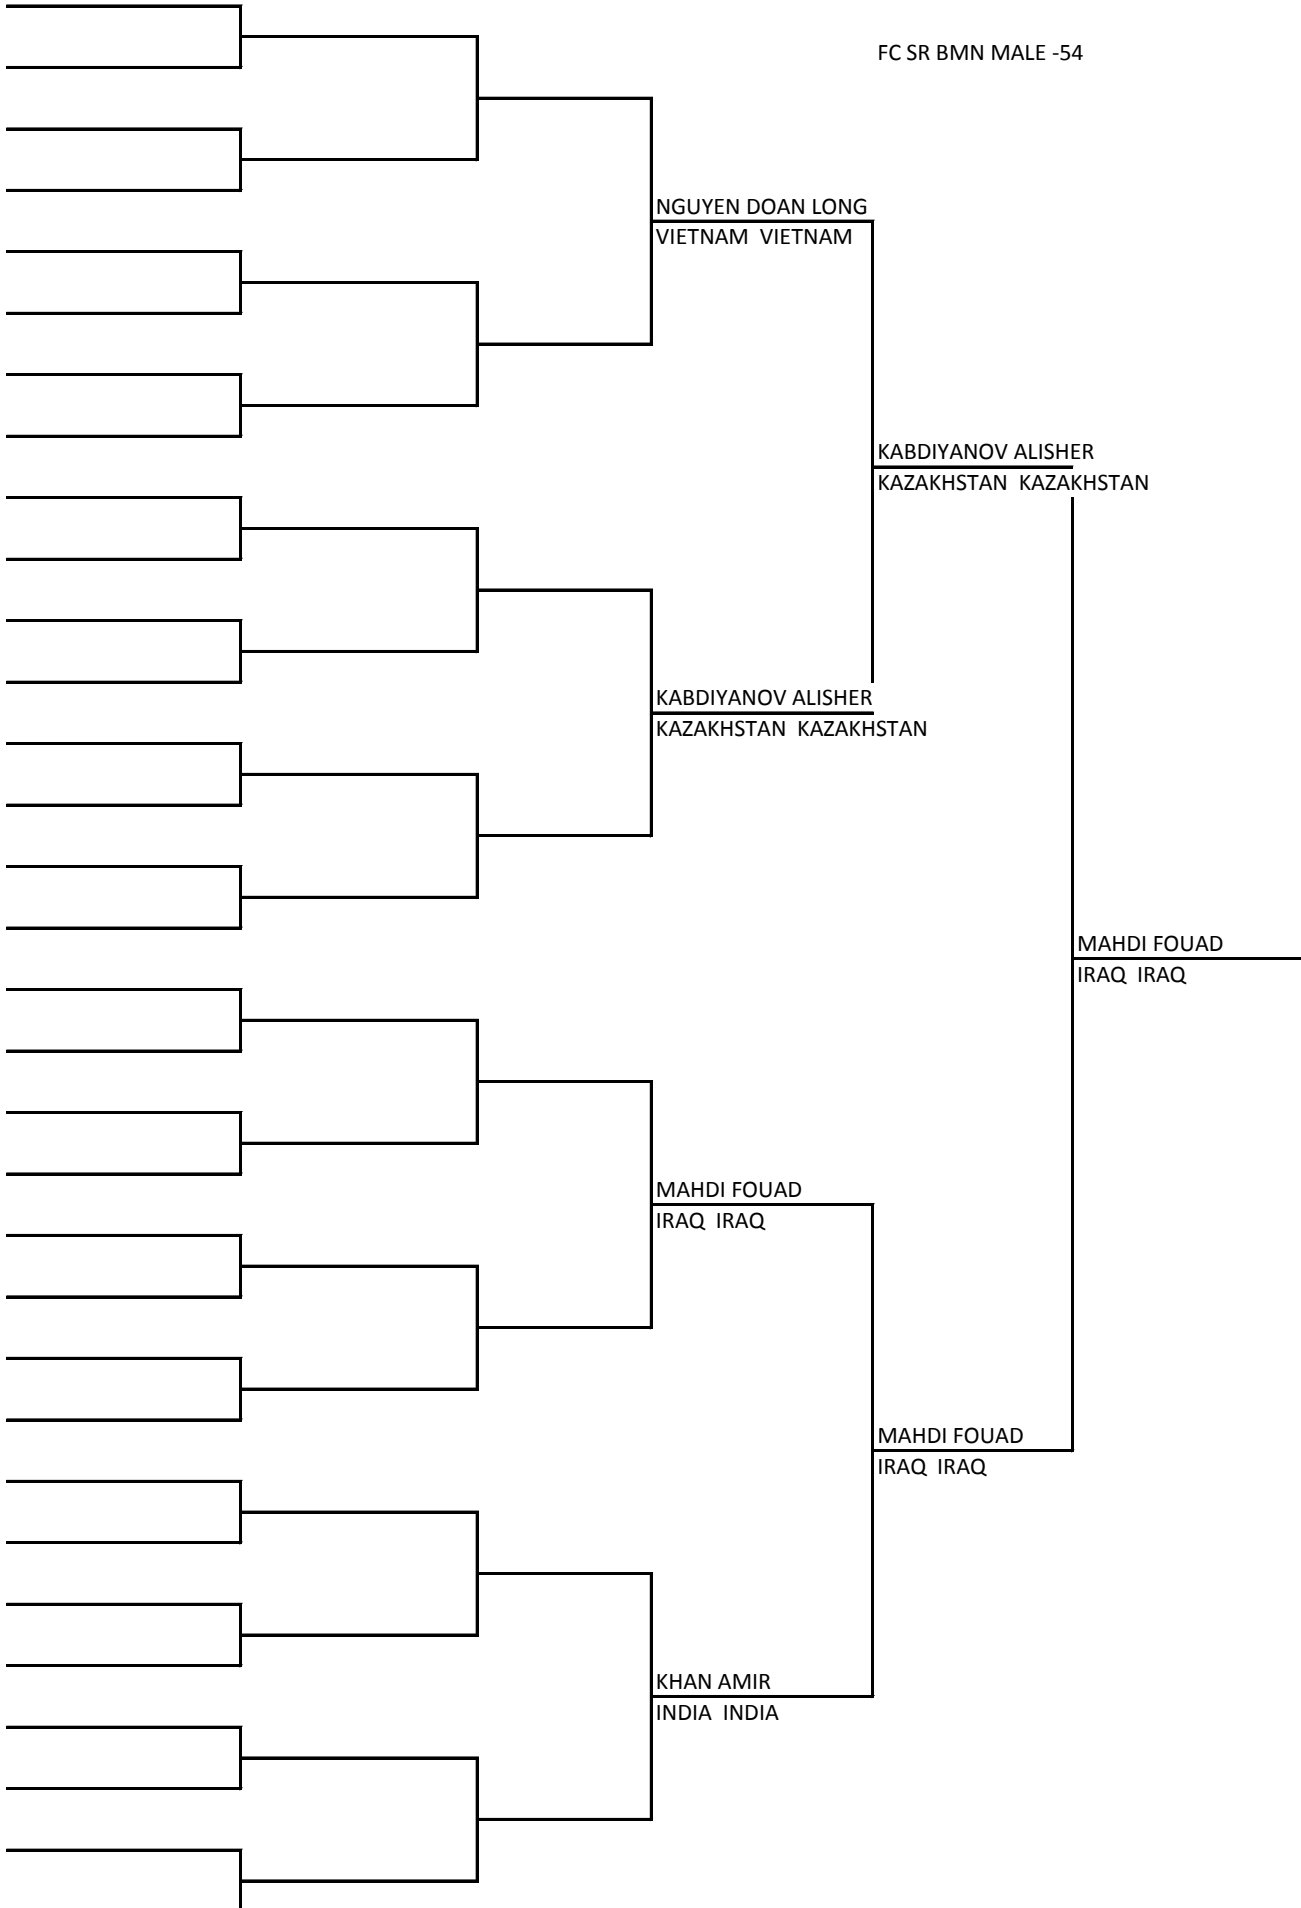 FC SR BMN MALE -54
NGUYEN DOAN LONG
VIETNAM  VIETNAM
KABDIYANOV ALISHER
KAZAKHSTAN  KAZAKHSTAN
KABDIYANOV ALISHER
KAZAKHSTAN  KAZAKHSTAN
MAHDI FOUAD
IRAQ  IRAQ
MAHDI FOUAD
IRAQ  IRAQ
MAHDI FOUAD
IRAQ  IRAQ
KHAN AMIR
INDIA  INDIA